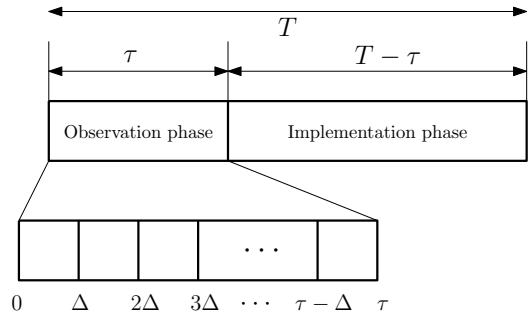 T
τ T − τ
Observation phase Implementation phase
· · ·
0 Δ 2Δ 3Δ · · · τ − Δ τ